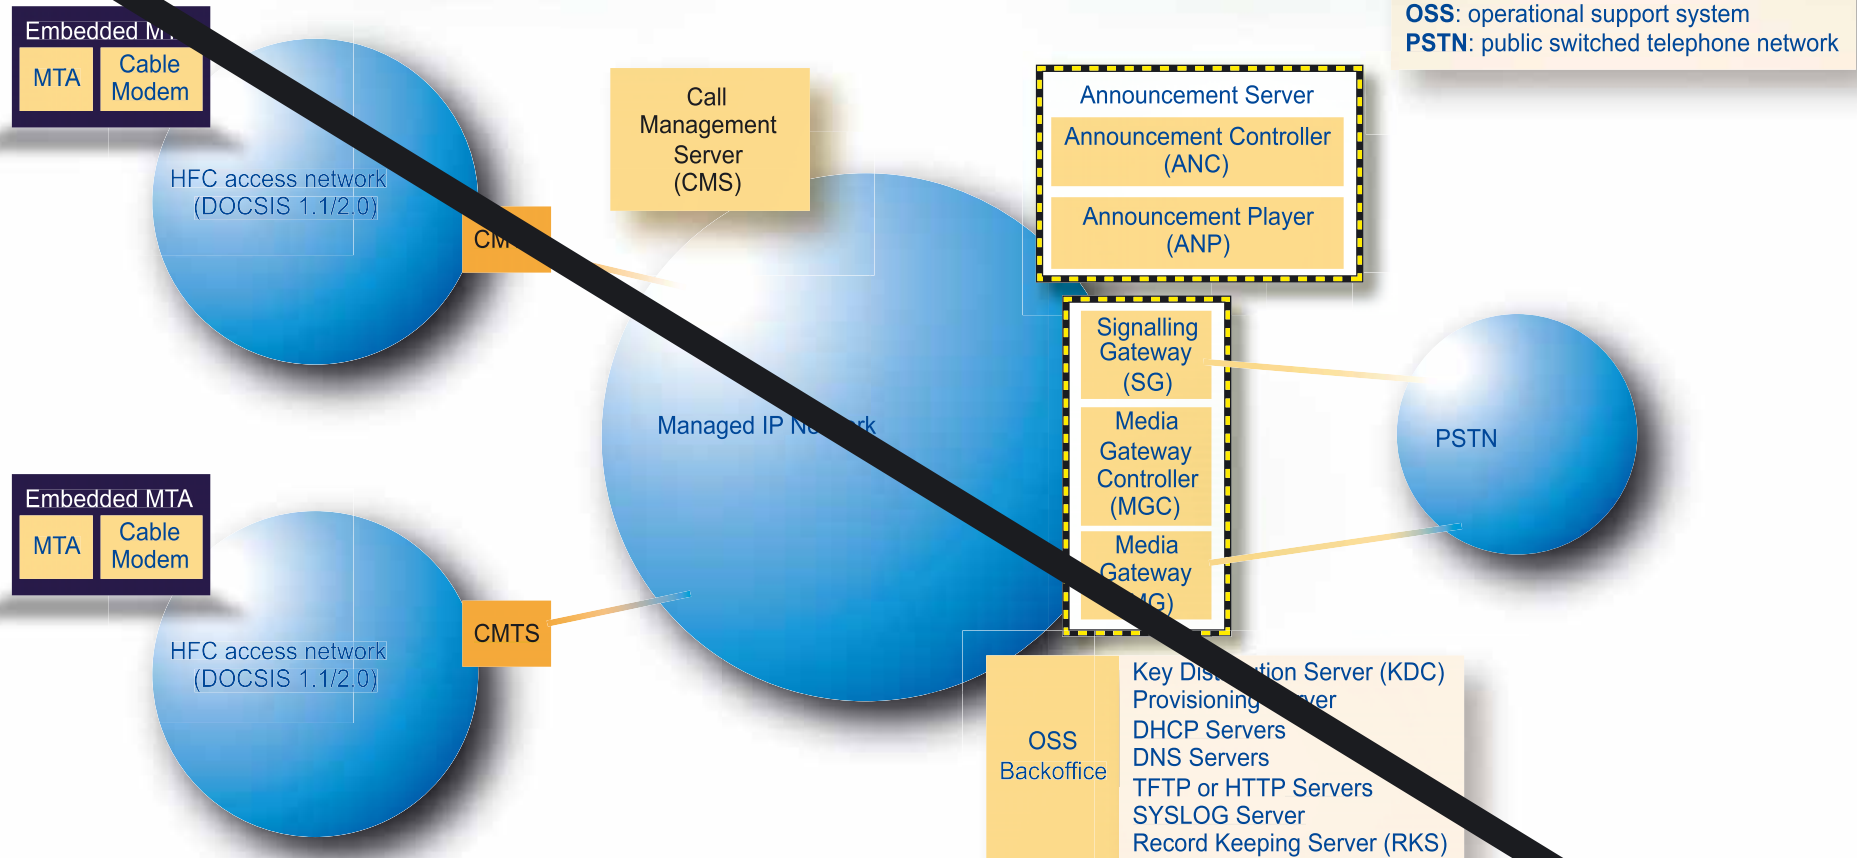 OSS: operational support system
PSTN: public switched telephone network
Embedded
MTA
Cable
Modem
HFC access network
(DOCSIS 1.1/2.0)
Call
Management
Server
(CMS)
Announcement Server
Announcement Controller
(ANC)
Announcement Player
(ANP)
Signalling
Gateway
(SG)
Media
Gateway
Controller
(MGC)
Media
Gateway
Managed IP
PSTN
Embedded MTA
MTA
Cable
Modem
HFC access network
(DOCSIS 1.1/2.0)
CMTS
OSS
Backoffice
Key Server (KDC)
Provisioning
DHCP Servers
DNS Servers
TFTP or HTTP Servers
SYSLOG Server
Record Keeping Server (RKS)